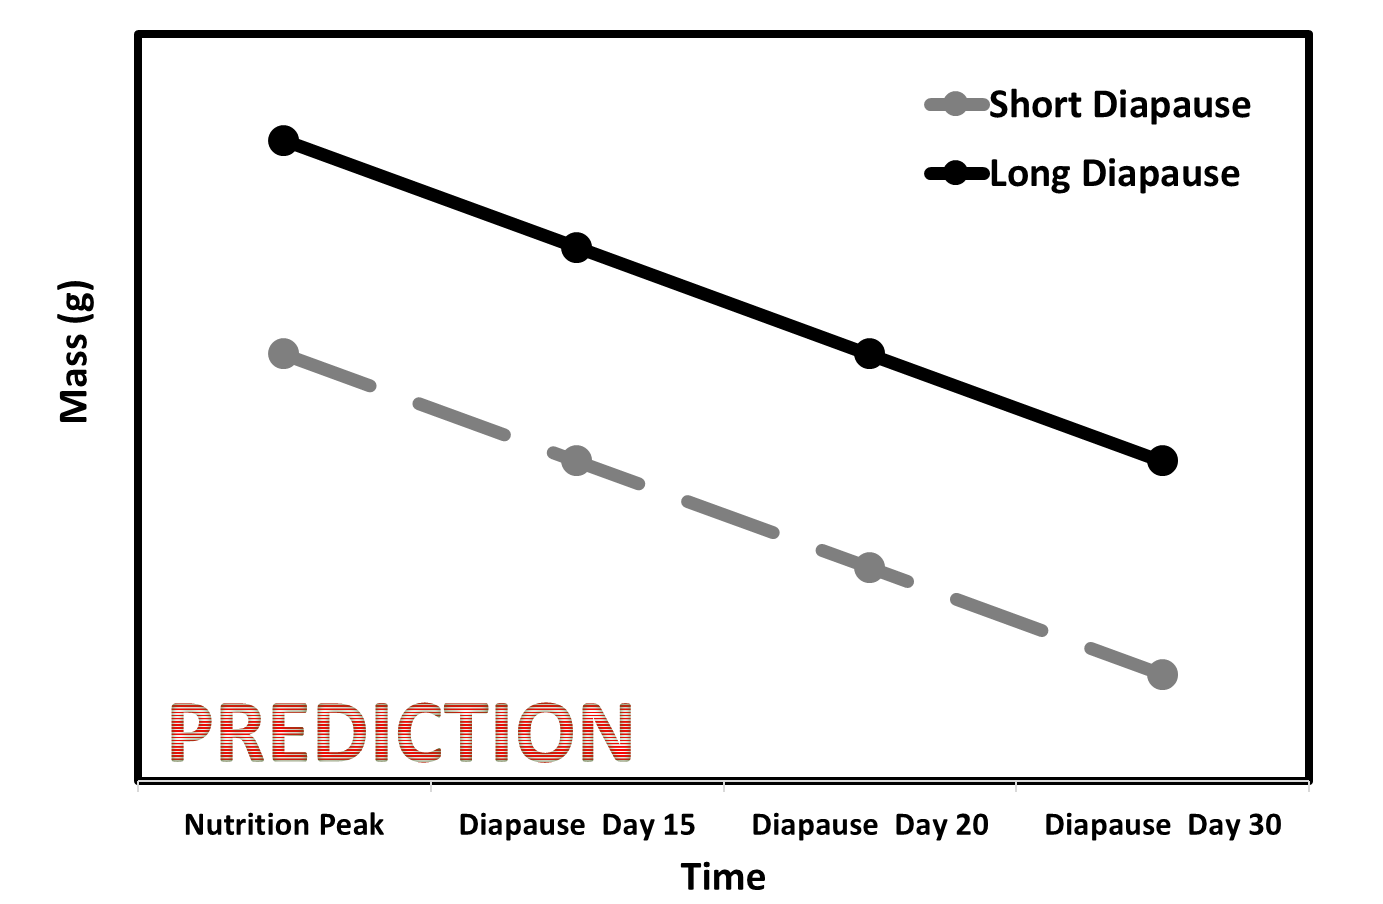 Short Diapause
Long Diapause
Mass (g)
PREDICTION
Nutrition Peak
Diapause  Day 15
Diapause  Day 20
Diapause  Day 30
Time